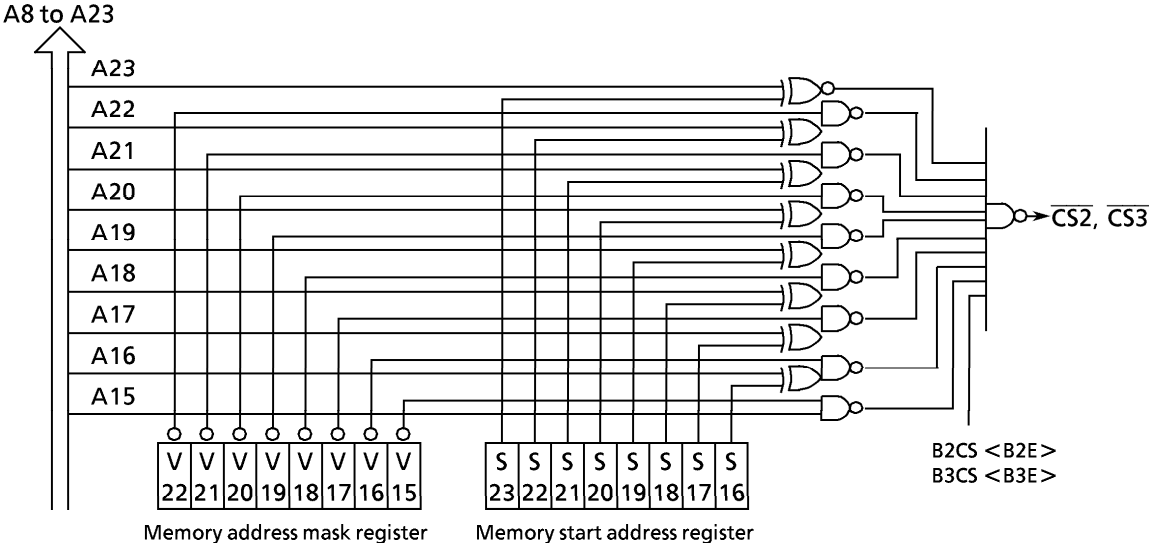 A8 to A23
A23
A22
A21
A20
A19
A18
A17
A16
A15
CS2, CS3
B2CS <B2E>
B3CS <B3E>
V V V V V V V V
22 21 20 19 18 17 16 15
S S S S S S S S
23 22 21 20 19 18 17 16
Memory address mask register
Memory start address register